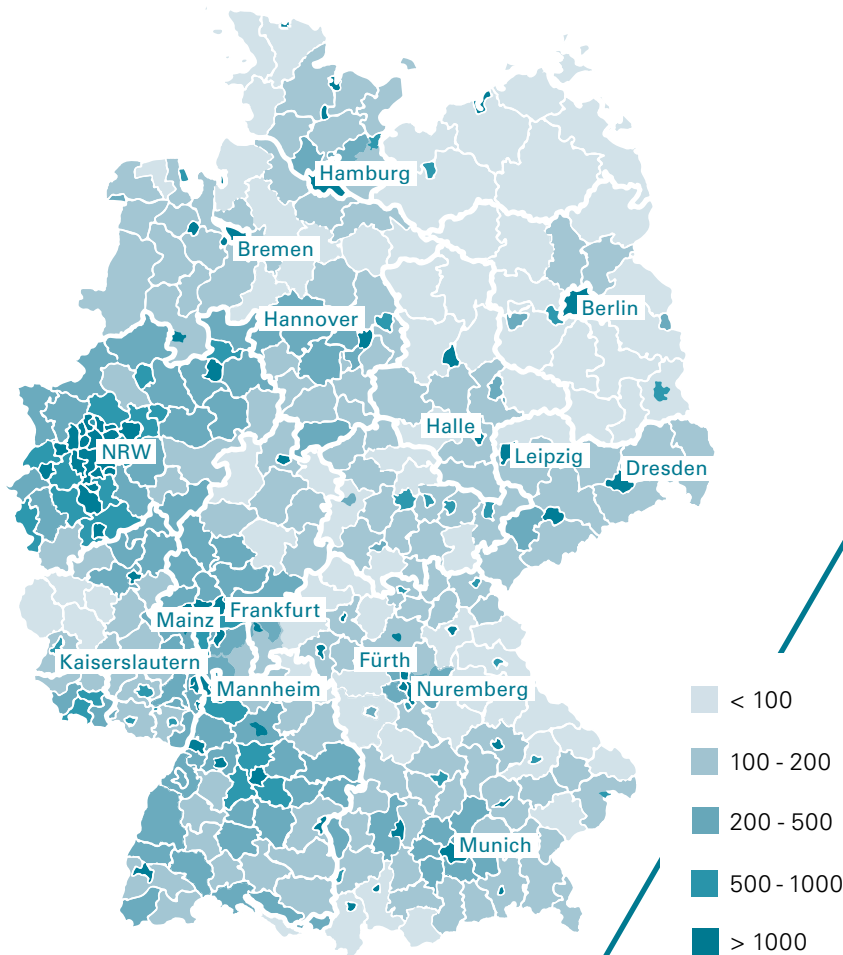 Hamburg
Bremen
Hannover
Berlin
NRW
Halle
Leipzig
Dresden
Mainz
Frankfurt
Kaiserslautern
Fürth
Mannheim
Nuremberg
Munich
< 100
100 - 200
200 - 500
500 - 1000
> 1000